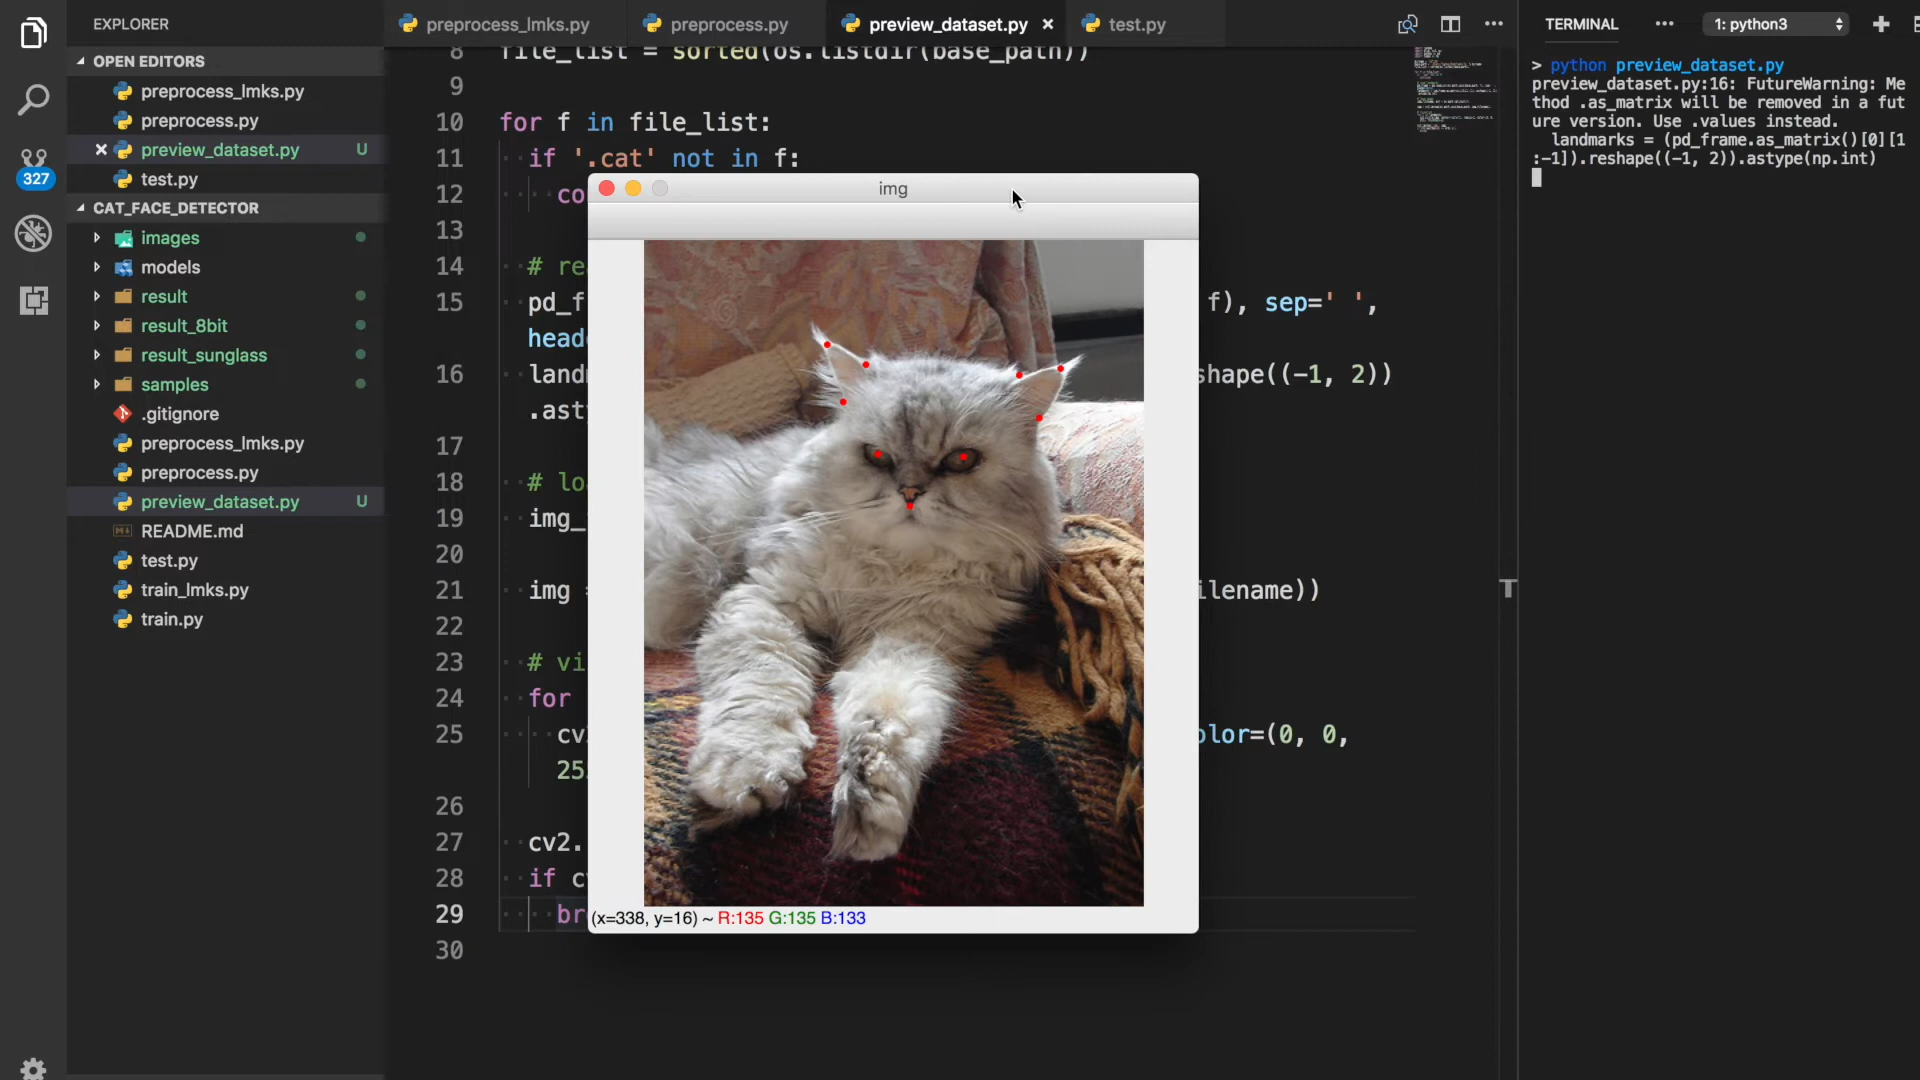 EXPLORER
OPEN EDITORS
preprocess_lmks.py
preprocess.py
preview_dataset.py U
test.py
327
CAT_FACE_DETECTOR
images
models
result
result_8bit
result_sunglass
samples
.gitignore
preprocess_lmks.py
preprocess.py
preview_dataset.py U
README.md
test.py
train_lmks.py
train.py
preprocess_lmks.py preprocess.py preview_dataset.py test.py
8 file_list = sorted(os.listdir(base_path))
9
10 for f in file_list:
11 if '.cat' not in f:
12 co
13
14 # re
15 pd_f f), sep=' ',
head
16 land shape((-1, 2))
.ast
17
18 # lo
19 img_
20
21 img = ilename))
22
23 # vi
24 for
25 cv olor=(0, 0,
25
26
27 cv2.
28 if c
29 br
30
img
(x=338, y=16) ~ R:135 G:135 B:133
T
TERMINAL 1: python3
> python preview_dataset.py
preview_dataset.py:16: FutureWarning: Me
thod .as_matrix will be removed in a fut
ure version. Use .values instead.
landmarks = (pd_frame.as_matrix()[0][1
:-1]).reshape((-1, 2)).astype(np.int)